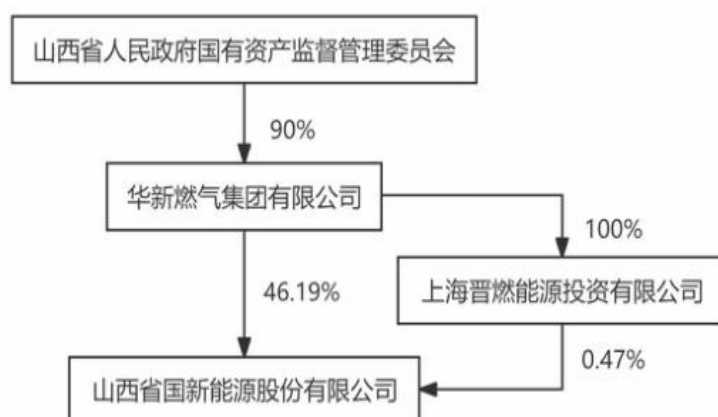 山西省人民政府国有资产监督管理委员会
90%
华新燃气集团有限公司
100%
46.19%
上海晋燃能源投资有限公司
0.47%
山西省国新能源股份有限公司